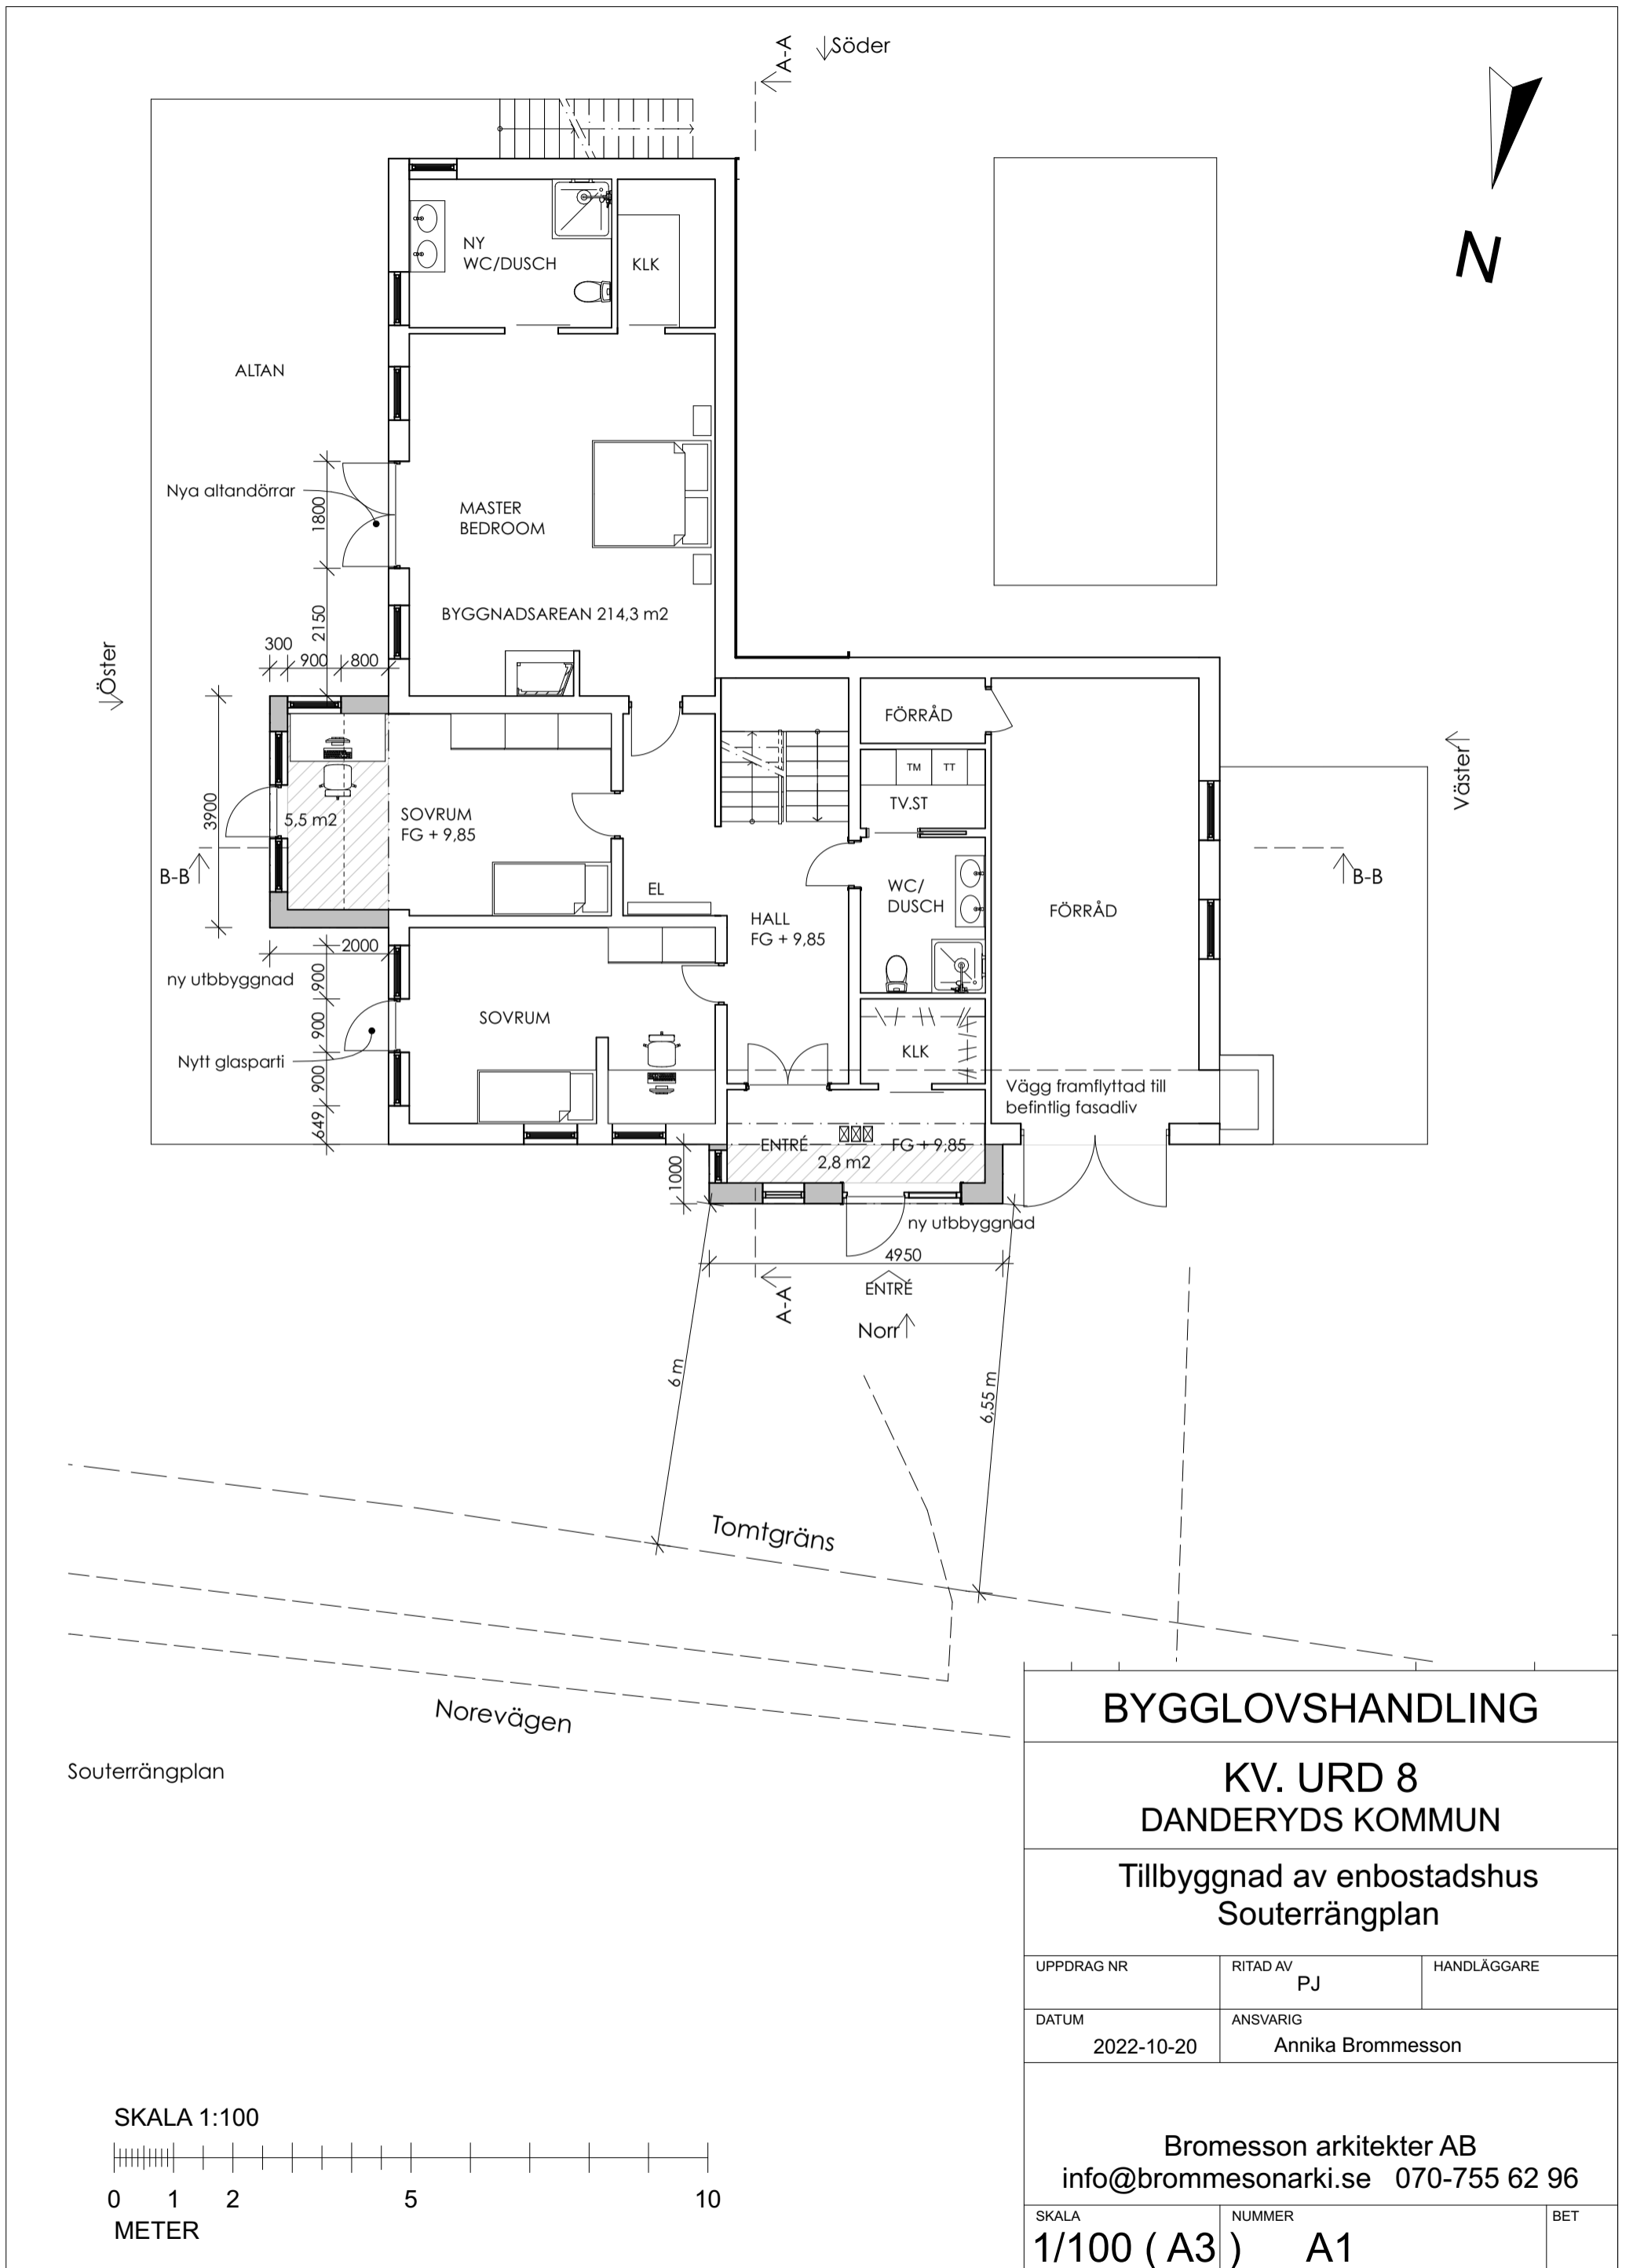 A-A
Söder
N
NY
WC/DUSCH
KLK
ALTAN
Nya altandörrar
1800
MASTER
BEDROOM
2150
BYGGNADSAREAN 214,3 m2
300
900
800
Öster
FÖRRÅD
TM
TT
TV.ST
Väster
3900
5,5 m2
SOVRUM
FG + 9,85
B-B
B-B
EL
WC/
DUSCH
HALL
FG + 9,85
FÖRRÅD
2000
ny utbbyggnad
900
SOVRUM
900
Nytt glasparti
KLK
900
Vägg framflyttad till
befintlig fasadliv
649
ENTRÉ
FG + 9,85
2,8 m2
1000
ny utbbyggnad
4950
ENTRÉ
A-A
Norr
6 m
6,55 m
Tomtgräns
Norevägen
Souterrängplan
BYGGLOVSHANDLING
KV. URD 8
DANDERYDS KOMMUN
Tillbyggnad av enbostadshus
Souterrängplan
UPPDRAG NR
RITAD AV
PJ
HANDLÄGGARE
DATUM
2022-10-20
ANSVARIG
Annika Brommesson
Bromesson arkitekter AB
info@brommesonarki.se 070-755 62 96
SKALA
1/100 ( A3 )
NUMMER
A1
BET
SKALA 1:100
0 1 2 5 10
METER